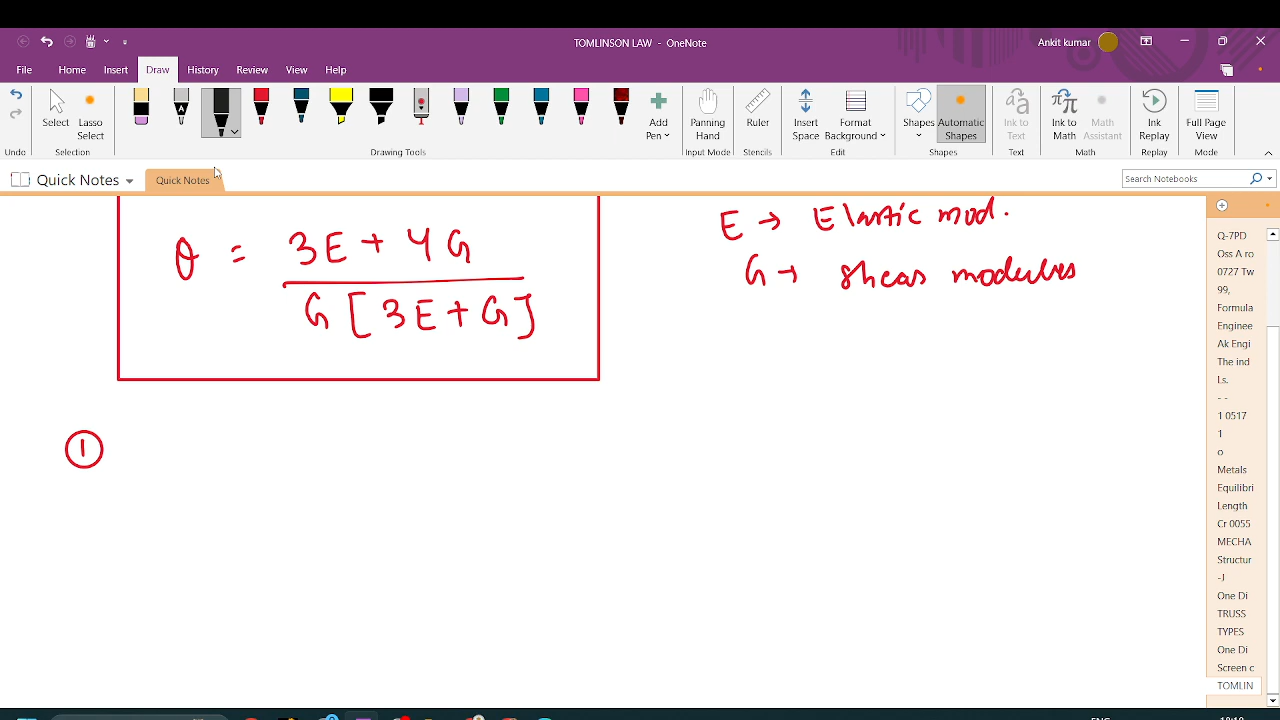 TOMLINSON LAW - OneNote
Ankit kumar
File Home Insert Draw History Review View Help
Select
Lasso Select
Add Pen
Panning Hand
Ruler
Insert Space
Format Background
Shapes
Automatic Shapes
Ink to Text
Ink to Math
Math Assistant
Ink Replay
Full Page View
Undo Selection Drawing Tools Input Mode Stencils Edit Shapes Text Math Replay Mode
Quick Notes Quick Notes Search Notebooks
θ = 3E + 4G
G [3E + G]
E → Elastic mod.
G → shear modulus
1
Q-7PD
Oss A ro
0727 Tw
99,
Formula
Enginee
Ak Engi
The ind
Ls.
- -
1 0517
1
o
Metals
Equilibri
Length
Cr 0055
MECHA
Structur
-J
One Di
TRUSS
TYPES
One Di
Screen c
TOMLIN